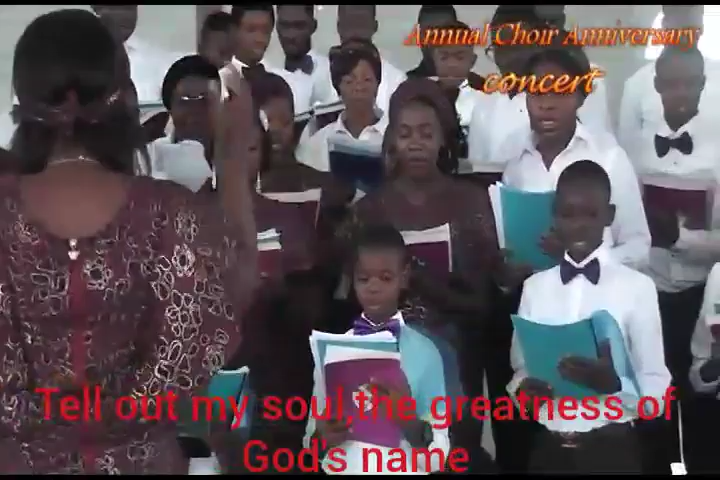 Annual Choir Anniversary
concert
Tell out my soul,the greatness of
God's name